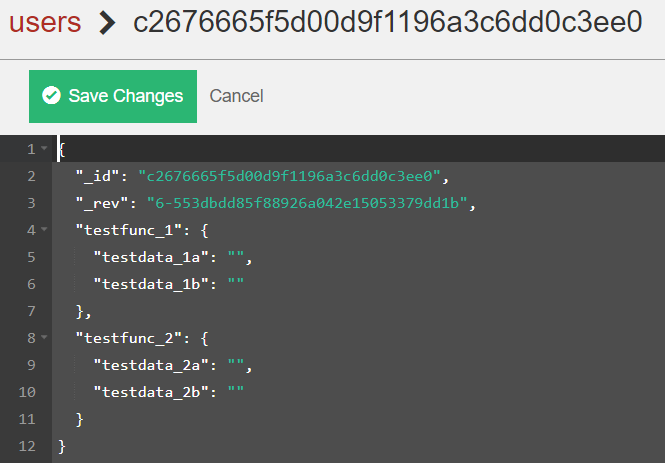 users > c2676665f5d00d9f1196a3c6dd0c3ee0
Save Changes Cancel
1 {
2 "_id": "c2676665f5d00d9f1196a3c6dd0c3ee0",
3 "_rev": "6-553dbdd85f88926a042e15053379dd1b",
4 "testfunc_1": {
5 "testdata_1a": "",
6 "testdata_1b": ""
7 },
8 "testfunc_2": {
9 "testdata_2a": "",
10 "testdata_2b": ""
11 }
12 }